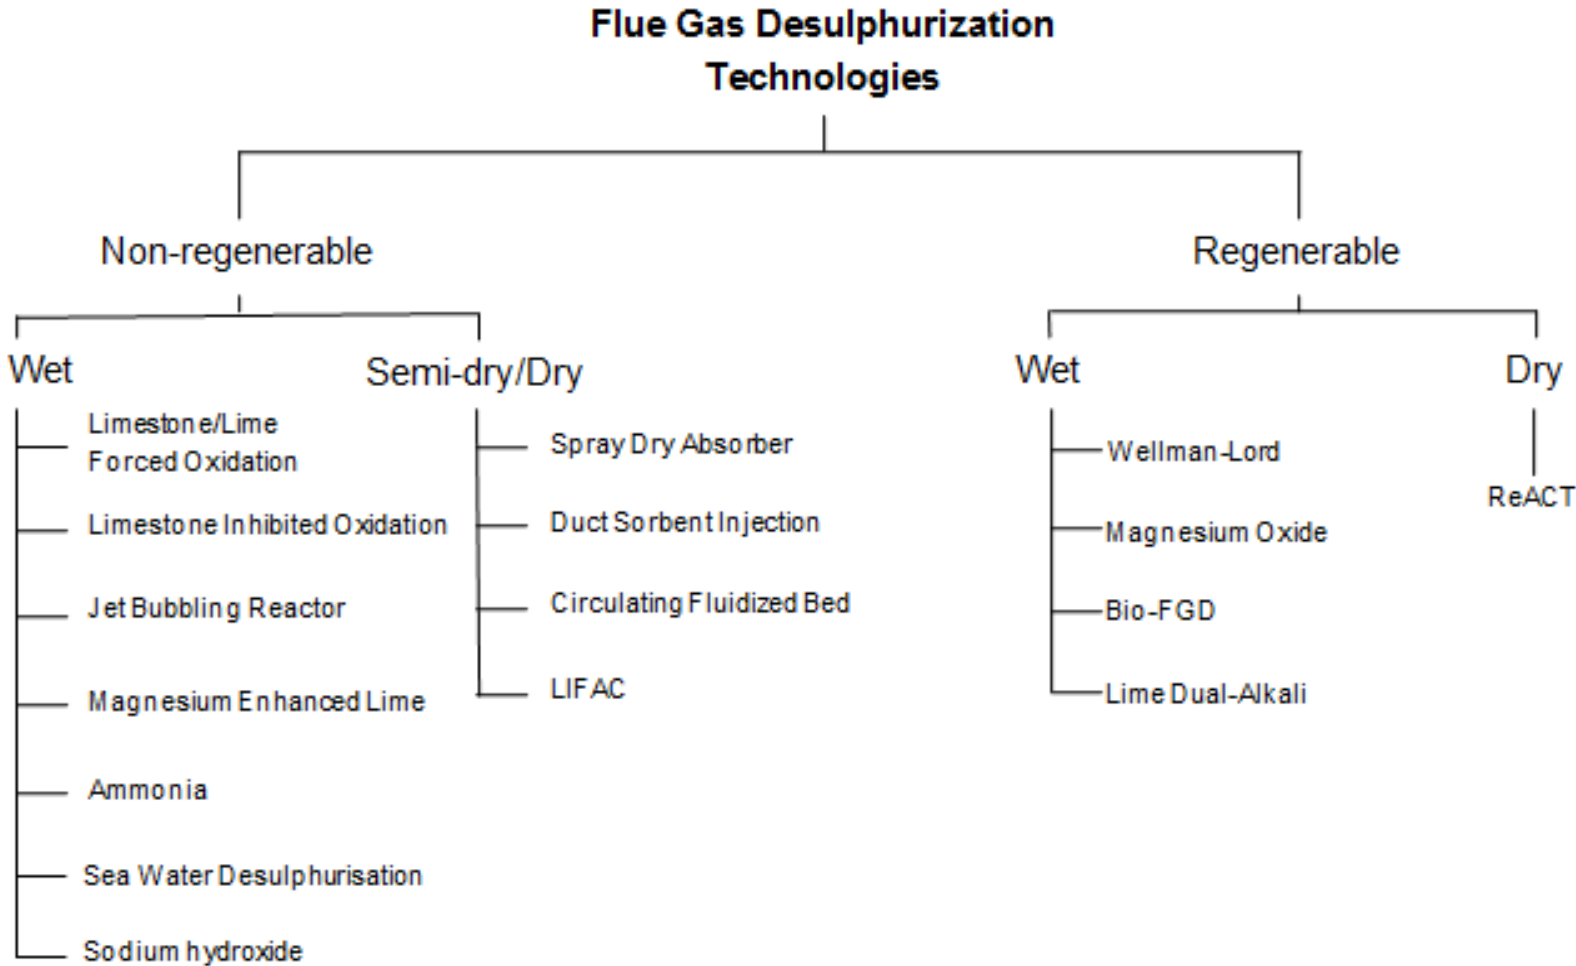 Flue Gas Desulphurization
Technologies
Non-regenerable
Regenerable
Wet
Semi-dry/Dry
Wet
Dry
Limestone/Lime
Forced Oxidation
Limestone Inhibited Oxidation
Jet Bubbling Reactor
Magnesium Enhanced Lime
Ammonia
Sea Water Desulphurisation
Sodium hydroxide
Spray Dry Absorber
Duct Sorbent Injection
Circulating Fluidized Bed
LIFAC
Wellman-Lord
Magnesium Oxide
Bio-FGD
Lime Dual-Alkali
ReACT